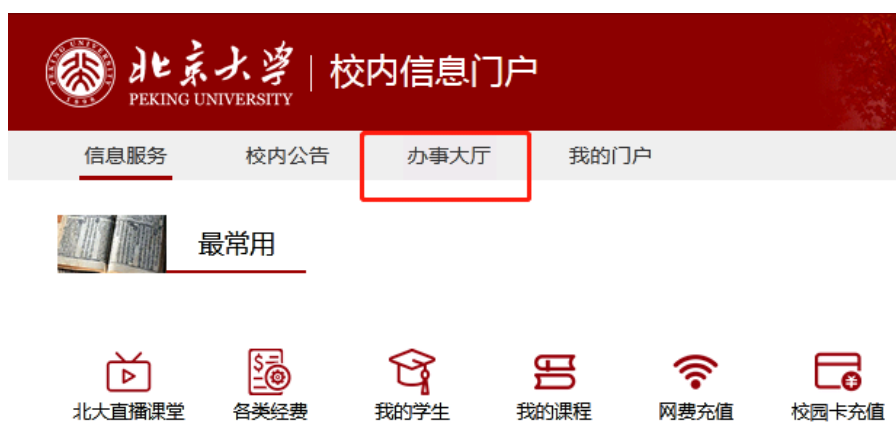 北京大学 | 校内信息门户
PEKING UNIVERSITY
信息服务 校内公告 办事大厅 我的门户
最常用
北大直播课堂 各类经费 我的学生 我的课程 网费充值 校园卡充值